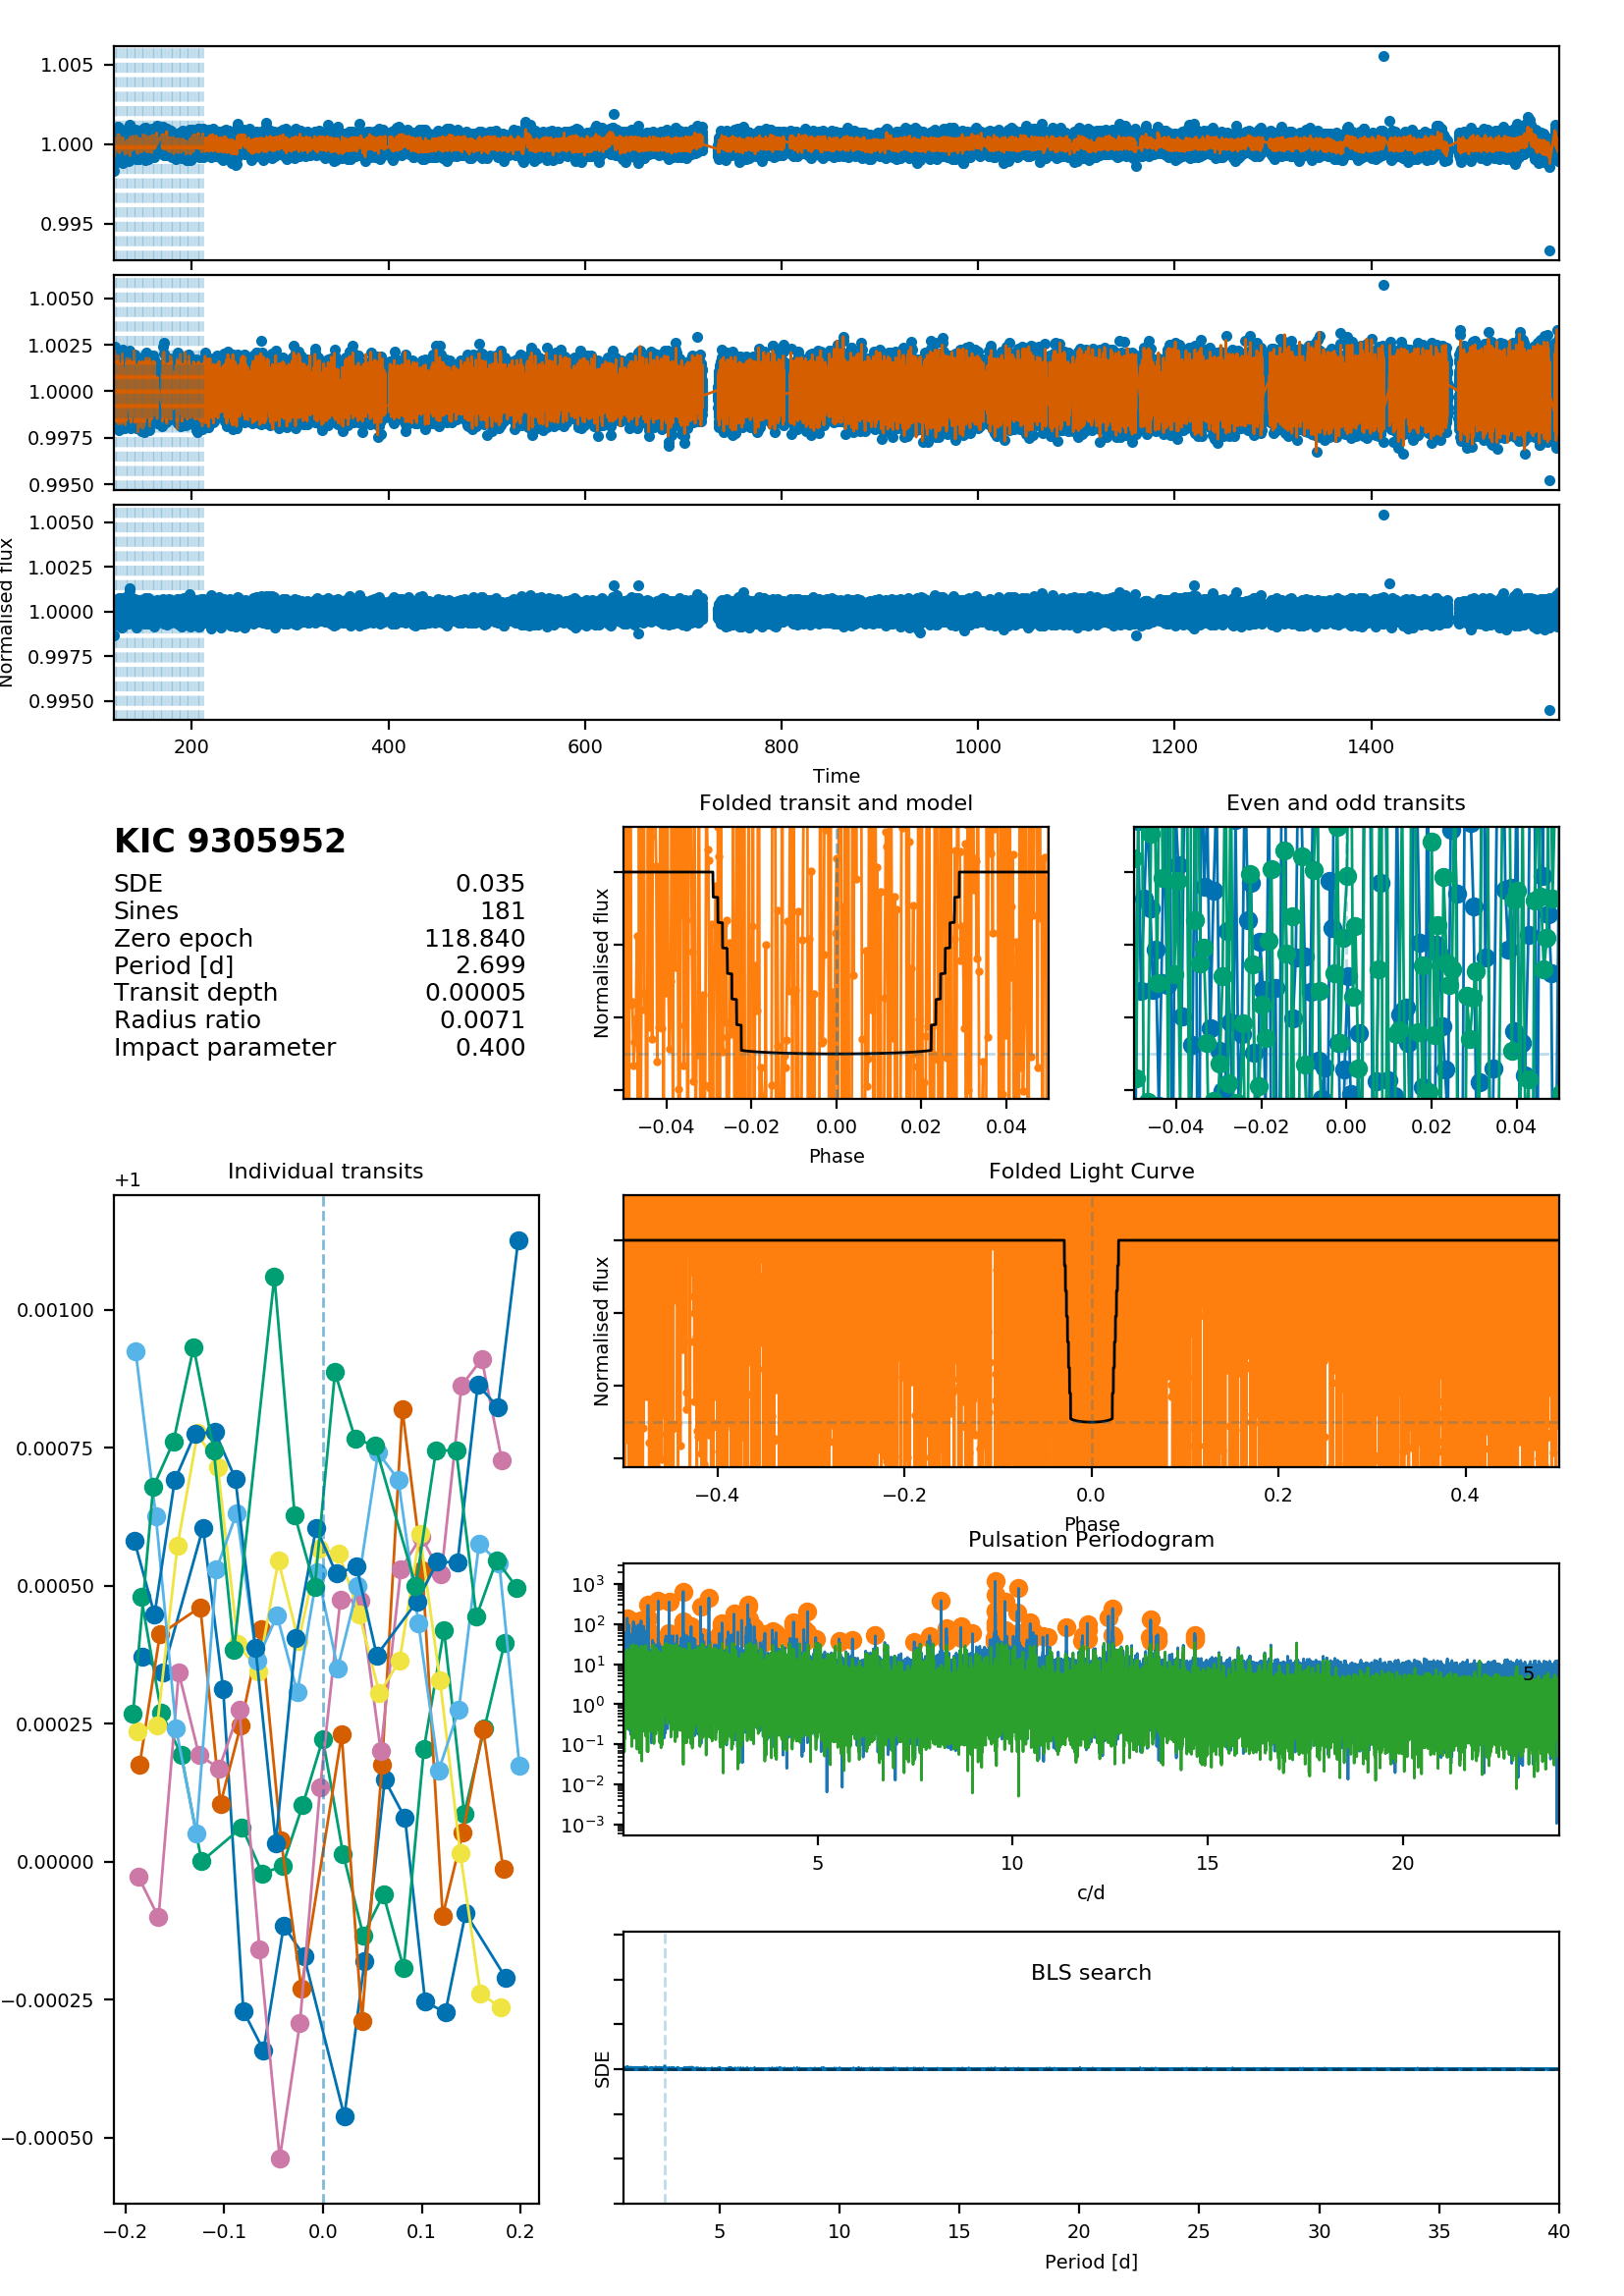 1.005
1.000
0.995
1.0050
1.0025
1.0000
0.9975
0.9950
1.0050
1.0025
1.0000
0.9975
0.9950
Normalised flux
200 400 600 800 1000 1200 1400
Time
KIC 9305952
SDE 0.035
Sines 181
Zero epoch 118.840
Period [d] 2.699
Transit depth 0.00005
Radius ratio 0.0071
Impact parameter 0.400
Folded transit and model
Normalised flux
−0.04 −0.02 0.00 0.02 0.04
Phase
Even and odd transits
−0.04 −0.02 0.00 0.02 0.04
Individual transits
+1
0.00100
0.00075
0.00050
0.00025
0.00000
−0.00025
−0.00050
−0.2 −0.1 0.0 0.1 0.2
Folded Light Curve
Normalised flux
−0.4 −0.2 0.0 0.2 0.4
Phase
Pulsation Periodogram
10³
10²
10¹
10⁰
10⁻¹
10⁻²
10⁻³
5
5 10 15 20
c/d
BLS search
SDE
5 10 15 20 25 30 35 40
Period [d]